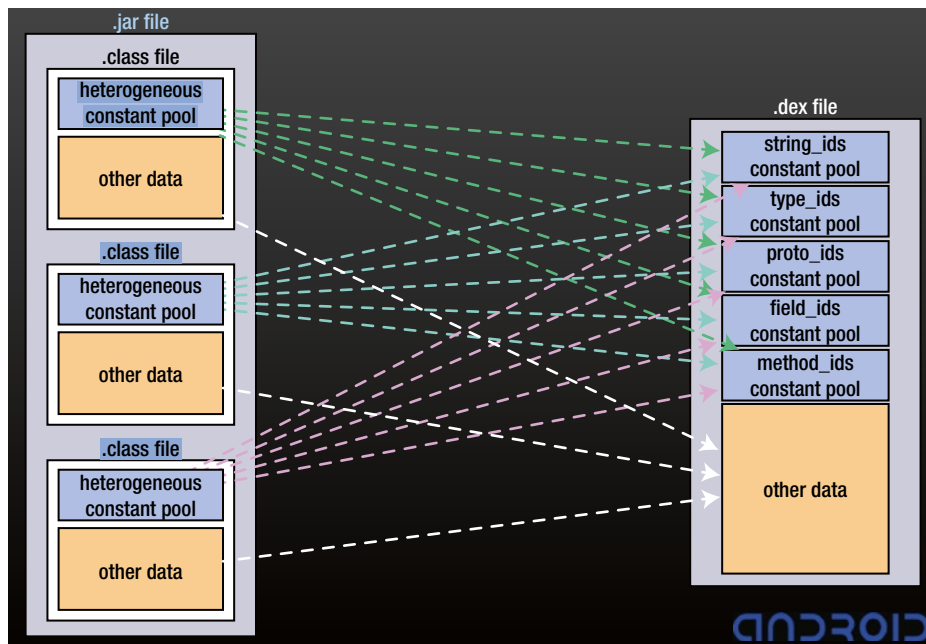 .jar file
.class file
heterogeneous
constant pool
other data
.class file
heterogeneous
constant pool
other data
.class file
heterogeneous
constant pool
other data
.dex file
string_ids
constant pool
type_ids
constant pool
proto_ids
constant pool
field_ids
constant pool
method_ids
constant pool
other data
ANDROID